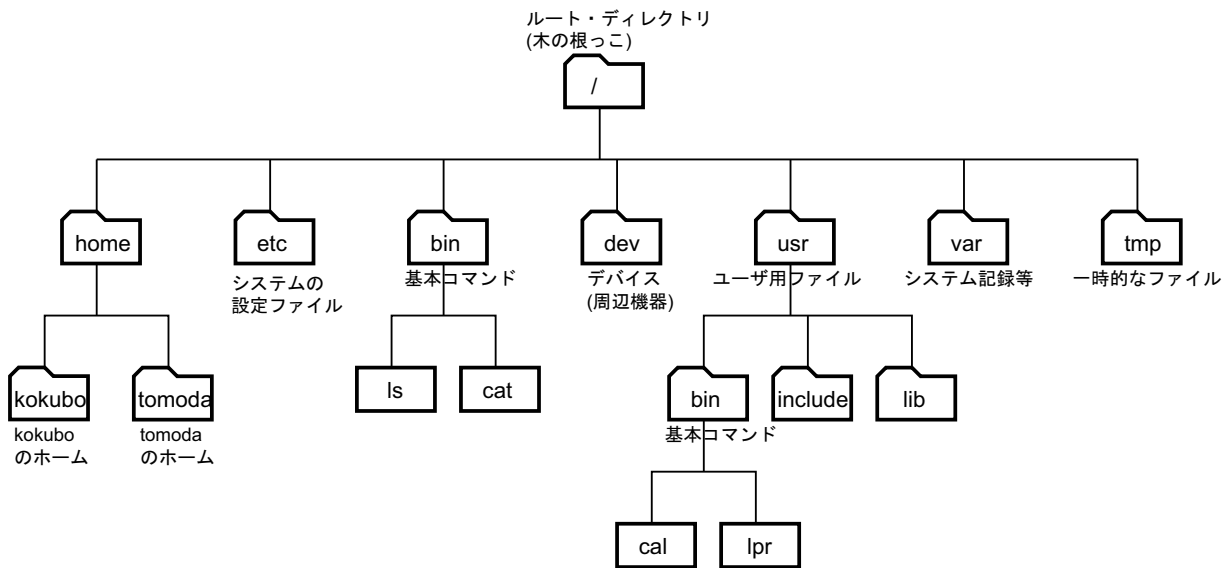 ルート・ディレクトリ
(木の根っこ)
/
home
etc
bin
dev
usr
var
tmp
システムの
設定ファイル
基本コマンド
デバイス
(周辺機器)
ユーザ用ファイル
システム記録等
一時的なファイル
kokubo
tomoda
ls
cat
bin
include
lib
kokubo
のホーム
tomoda
のホーム
基本コマンド
cal
lpr